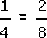 1/4 = 2/8